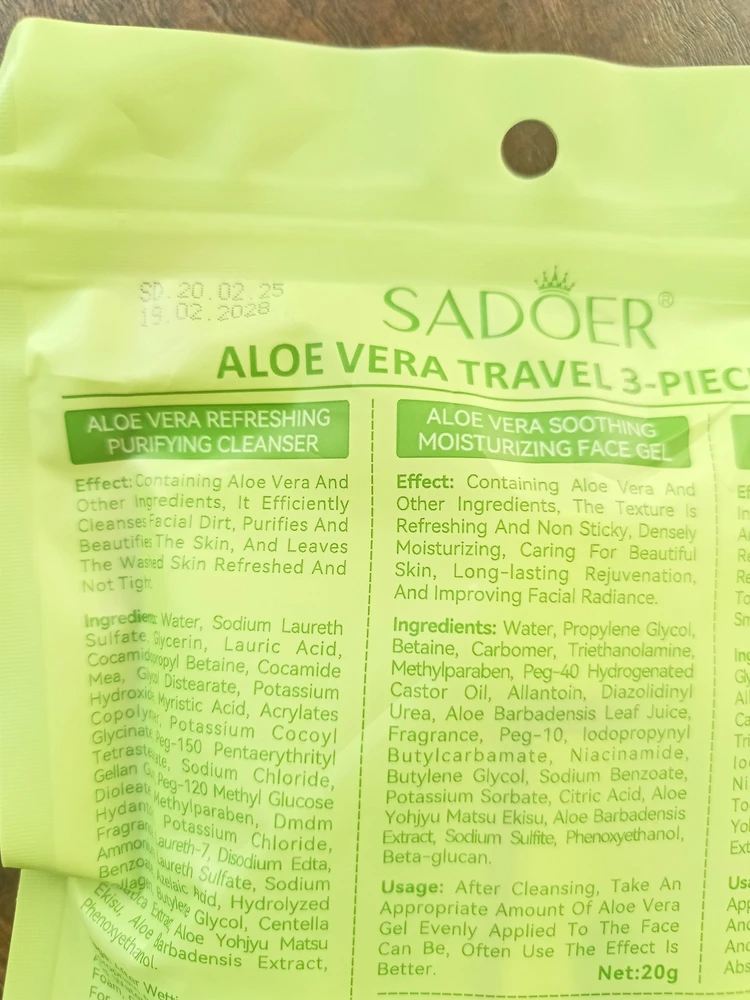 SD.20.02.25
19.02.2028
SADOER®
ALOE VERA TRAVEL 3-PIEC
ALOE VERA REFRESHING
PURIFYING CLEANSER
Effect: Containing Aloe Vera And
Other Ingredients, It Efficiently
Cleanses Facial Dirt, Purifies And
Beautifies The Skin, And Leaves
The Washed Skin Refreshed And
Not Tight
Ingredients: Water, Sodium Laureth
Sulfate, Glycerin, Lauric Acid,
Cocamidopropyl Betaine, Cocamide
Mea, Glycol Distearate, Potassium
Hydroxide Myristic Acid, Acrylates
Copolymer, Potassium Cocoyl
Glycinate Peg-150 Pentaerythrityl
Tetrastearate, Sodium Chloride,
Gellan Peg-120 Methyl Glucose
Dioleate Methylparaben, Dmdm
Hydan Potassium Chloride,
Fragran Laureth-7, Disodium Edta,
Ammon Laureth Sulfate, Sodium
Benzoa Azelaic Acid, Hydrolyzed
Butylene Glycol, Centella
Aloe Yohjyu Matsu
Ekisu, Aloe Barbadensis Extract,
Phenoxyethanol.
Foam,
For
ALOE VERA SOOTHING
MOISTURIZING FACE GEL
Effect: Containing Aloe Vera And
Other Ingredients, The Texture Is
Refreshing And Non Sticky, Densely
Moisturizing, Caring For Beautiful
Skin, Long-lasting Rejuvenation,
And Improving Facial Radiance.
Ingredients: Water, Propylene Glycol,
Betaine, Carbomer, Triethanolamine,
Methylparaben, Peg-40 Hydrogenated
Castor Oil, Allantoin, Diazolidinyl
Urea, Aloe Barbadensis Leaf Juice,
Fragrance, Peg-10, Iodopropynyl
Butylcarbamate, Niacinamide,
Butylene Glycol, Sodium Benzoate,
Potassium Sorbate, Citric Acid, Aloe
Yohjyu Matsu Ekisu, Aloe Barbadensis
Extract, Sodium Sulfite, Phenoxyethanol,
Beta-glucan.
Usage: After Cleansing, Take An
Appropriate Amount Of Aloe Vera
Gel Evenly Applied To The Face
Can Be, Often Use The Effect Is
Better.
Net:20g